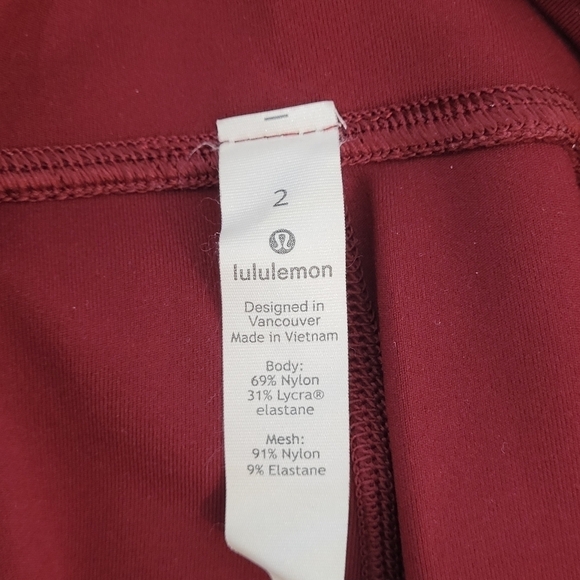 2
lululemon
Designed in
Vancouver
Made in Vietnam
Body:
69% Nylon
31% Lycra®
elastane
Mesh:
91% Nylon
9% Elastane